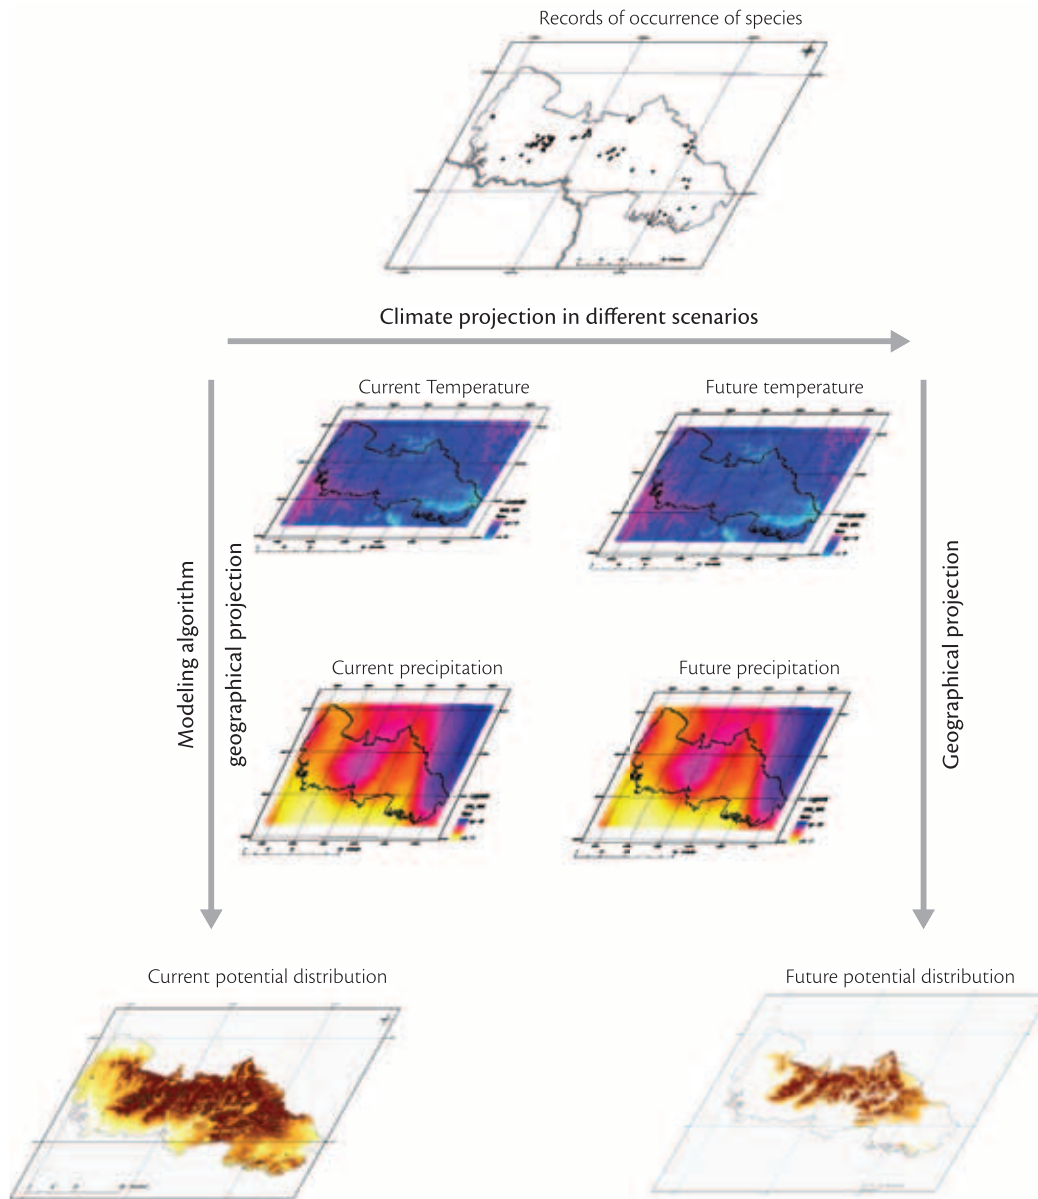 Records of occurrence of species
Climate projection in different scenarios
Current Temperature
Future temperature
Modeling algorithm
geographical projection
Geographical projection
Current precipitation
Future precipitation
Current potential distribution
Future potential distribution